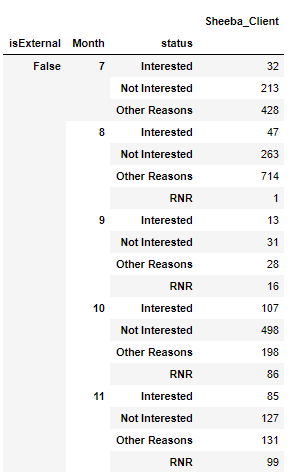 Sheeba_Client
isExternal Month status
False 7 Interested 32
Not Interested 213
Other Reasons 428
8 Interested 47
Not Interested 263
Other Reasons 714
RNR 1
9 Interested 13
Not Interested 31
Other Reasons 28
RNR 16
10 Interested 107
Not Interested 498
Other Reasons 198
RNR 86
11 Interested 85
Not Interested 127
Other Reasons 131
RNR 99